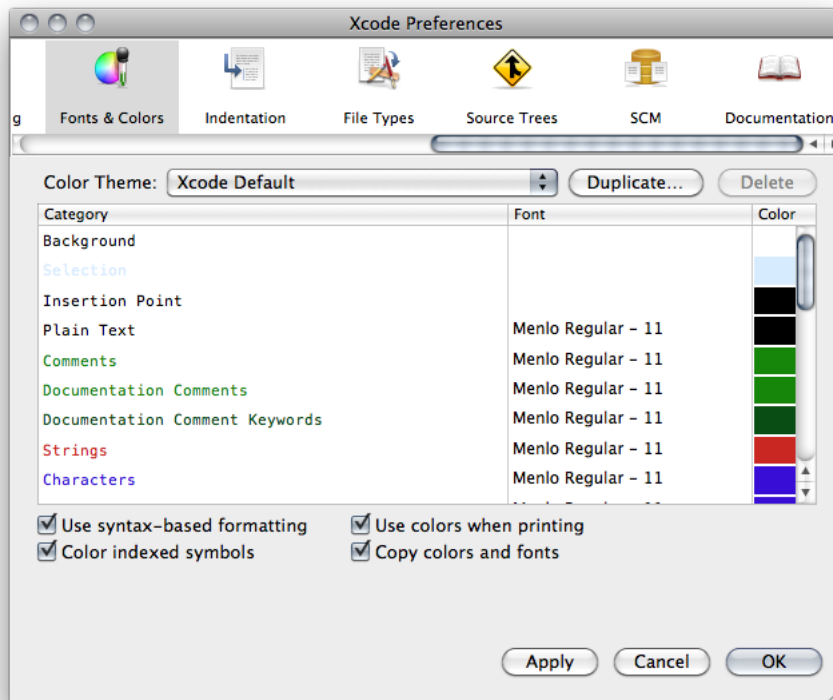 Xcode Preferences
g Fonts & Colors Indentation File Types Source Trees SCM Documentation
Color Theme: Xcode Default Duplicate... Delete
Category Font Color
Background
Selection
Insertion Point
Plain Text Menlo Regular – 11
Comments Menlo Regular – 11
Documentation Comments Menlo Regular – 11
Documentation Comment Keywords Menlo Regular – 11
Strings Menlo Regular – 11
Characters Menlo Regular – 11
Use syntax-based formatting Use colors when printing
Color indexed symbols Copy colors and fonts
Apply Cancel OK